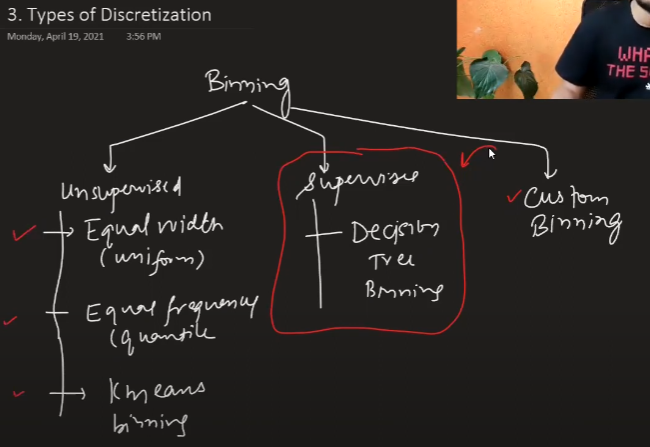 3. Types of Discretization
Monday, April 19, 2021 3:56 PM
WHA
THE S
Binning
Unsupervised
Equal width
(uniform)
Equal frequency
(quantile
Kmeans
binning
Supervise
Decision
Tree
Binning
Custom
Binning